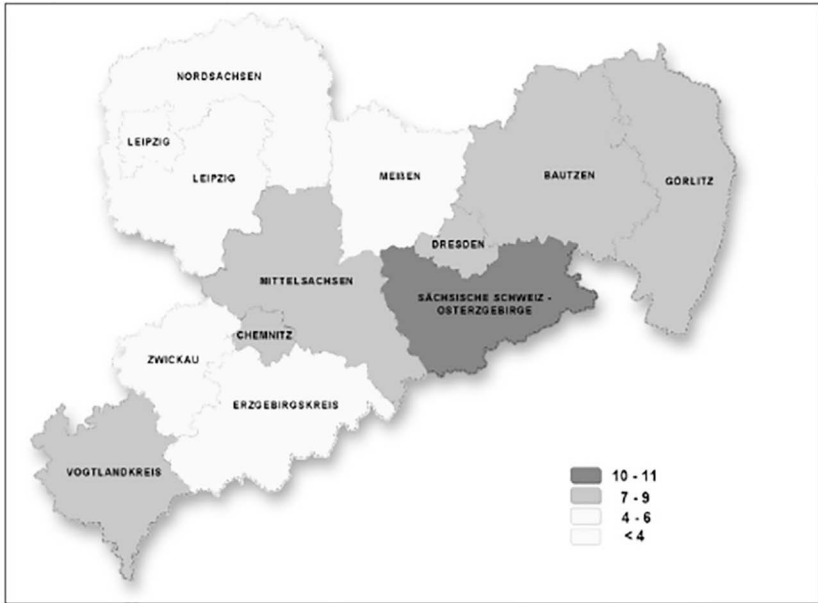 NORDSACHSEN
LEIPZIG
LEIPZIG
MEIßEN
BAUTZEN
GÖRLITZ
DRESDEN
MITTELSACHSEN
SÄCHSISCHE SCHWEIZ -
OSTERZGEBIRGE
CHEMNITZ
ZWICKAU
ERZGEBIRGSKREIS
VOGTLANDKREIS
10 - 11
7 - 9
4 - 6
< 4